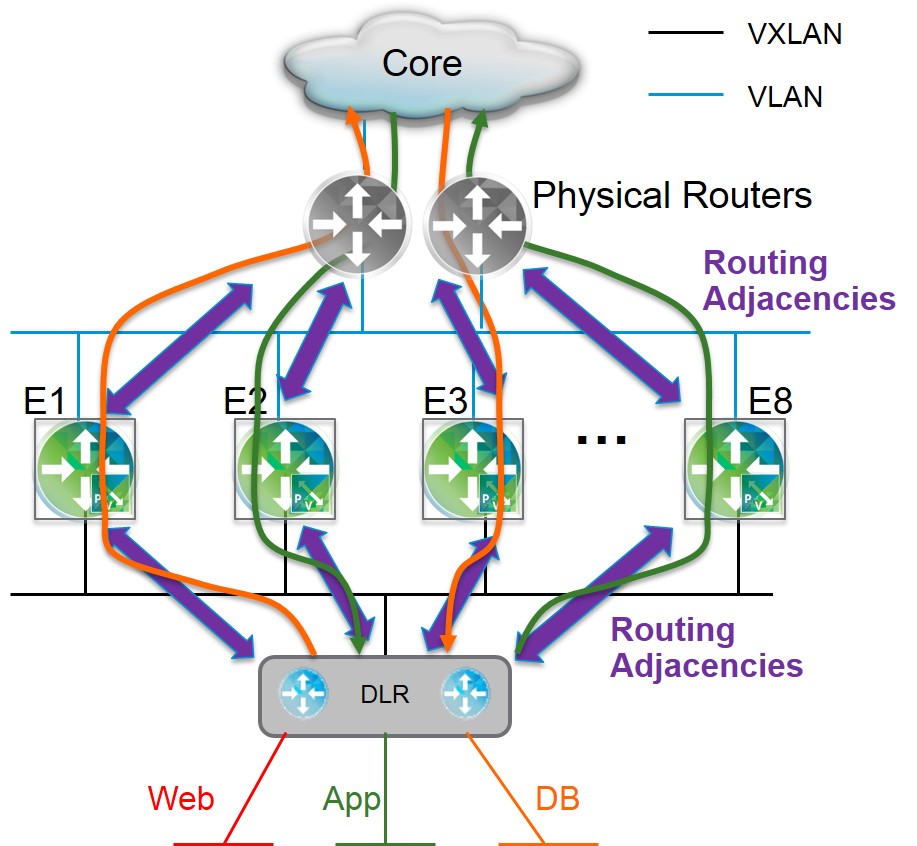 Core
VXLAN
VLAN
Physical Routers
Routing
Adjacencies
E1
E2
E3
...
E8
P V
P V
P V
P V
Routing
Adjacencies
DLR
Web
App
DB